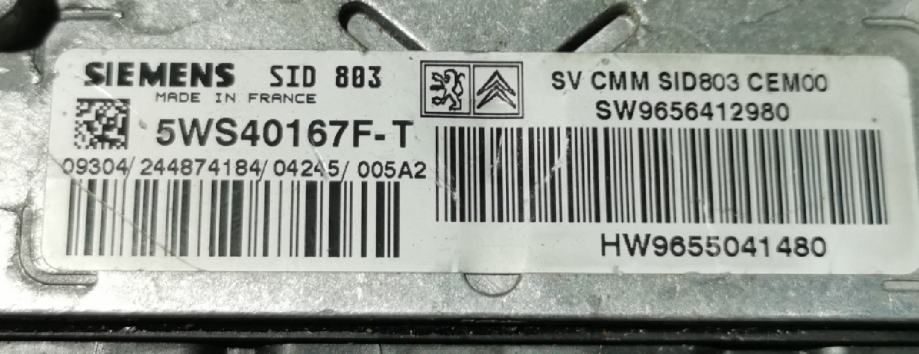 SIEMENS SID 803
MADE IN FRANCE
5WS40167F-T
09304/244874184/04245/005A2
SV CMM SID803 CEM00
SW9656412980
HW9655041480